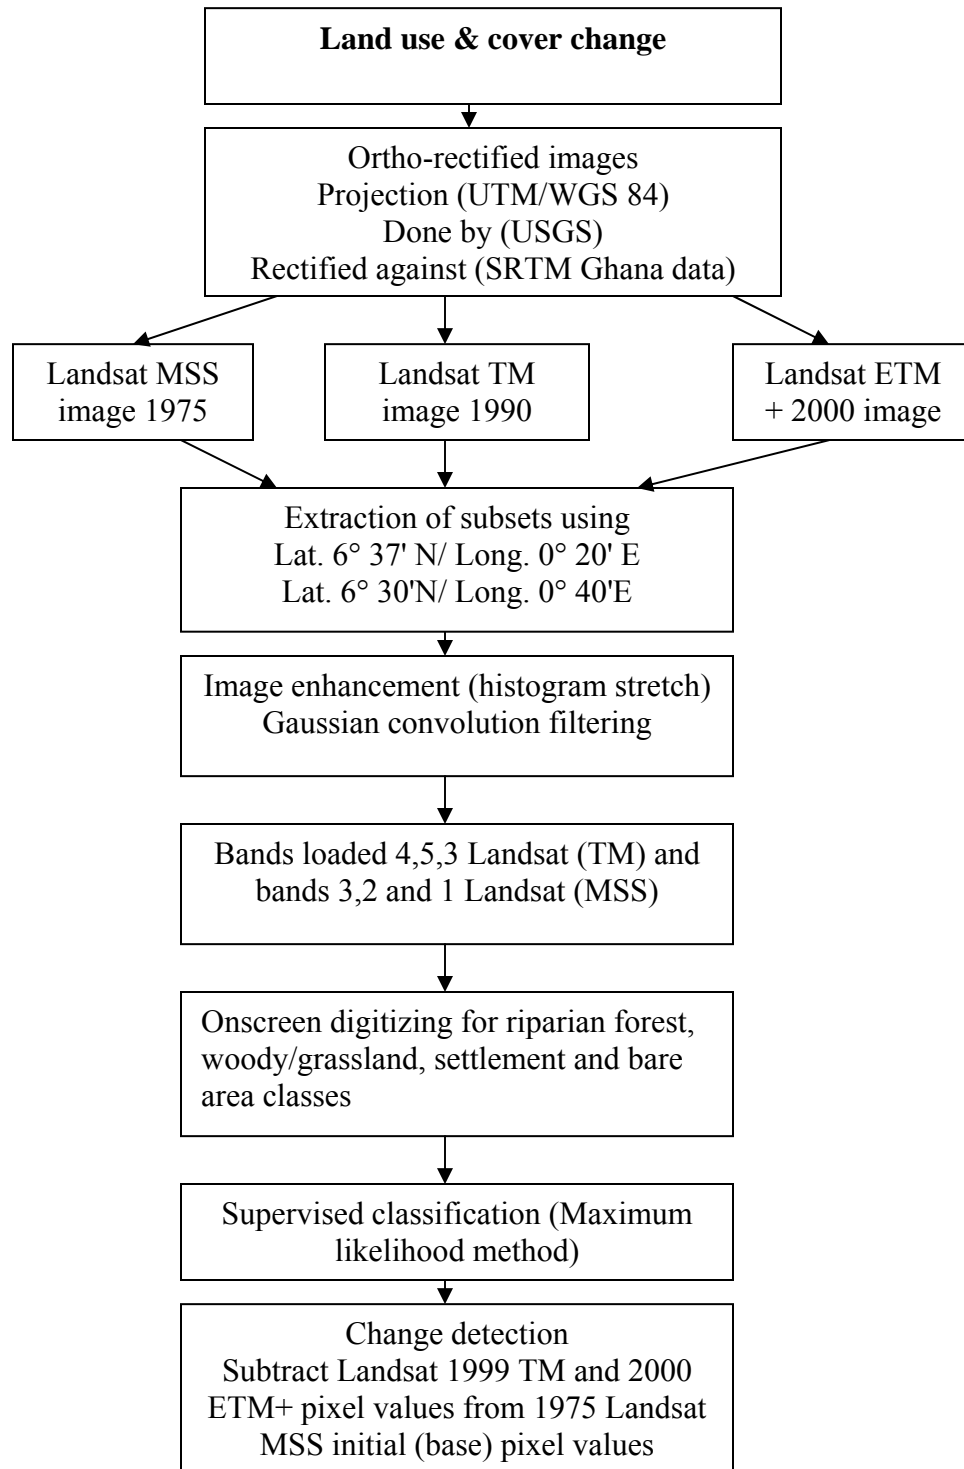 Land use & cover change
Ortho-rectified images
Projection (UTM/WGS 84)
Done by (USGS)
Rectified against (SRTM Ghana data)
Landsat MSS
image 1975
Landsat TM
image 1990
Landsat ETM
+ 2000 image
Extraction of subsets using
Lat. 6° 37' N/ Long. 0° 20' E
Lat. 6° 30'N/ Long. 0° 40'E
Image enhancement (histogram stretch)
Gaussian convolution filtering
Bands loaded 4,5,3 Landsat (TM) and
bands 3,2 and 1 Landsat (MSS)
Onscreen digitizing for riparian forest,
woody/grassland, settlement and bare
area classes
Supervised classification (Maximum
likelihood method)
Change detection
Subtract Landsat 1999 TM and 2000
ETM+ pixel values from 1975 Landsat
MSS initial (base) pixel values